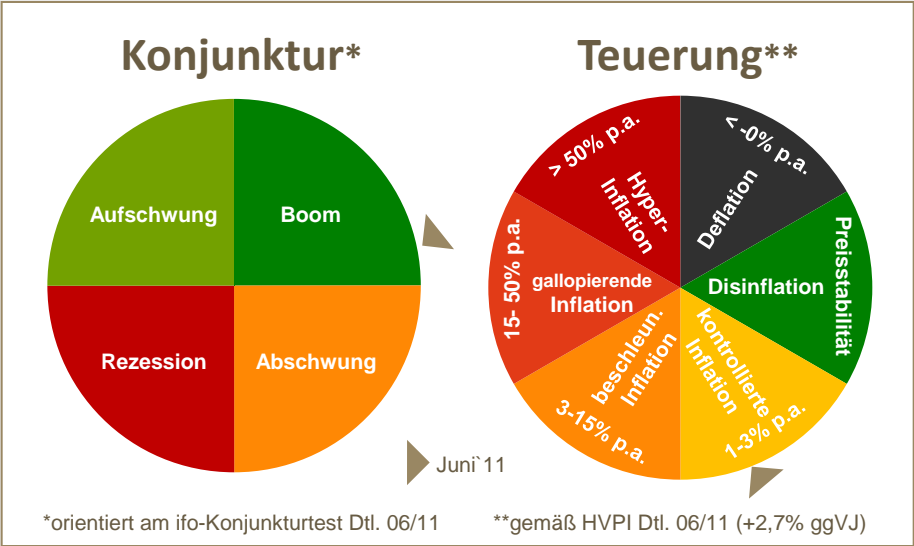 Konjunktur*
Aufschwung
Boom
Rezession
Abschwung
Teuerung**
> 50% p.a.
Hyper-
Inflation
< -0% p.a.
Deflation
15- 50% p.a.
gallopierende
Inflation
Disinflation
Preisstabilität
beschleun.
Inflation
3-15% p.a.
kontrollierte
Inflation
1-3% p.a.
Juni`11
*orientiert am ifo-Konjunkturtest Dtl. 06/11
**gemäß HVPI Dtl. 06/11 (+2,7% ggVJ)